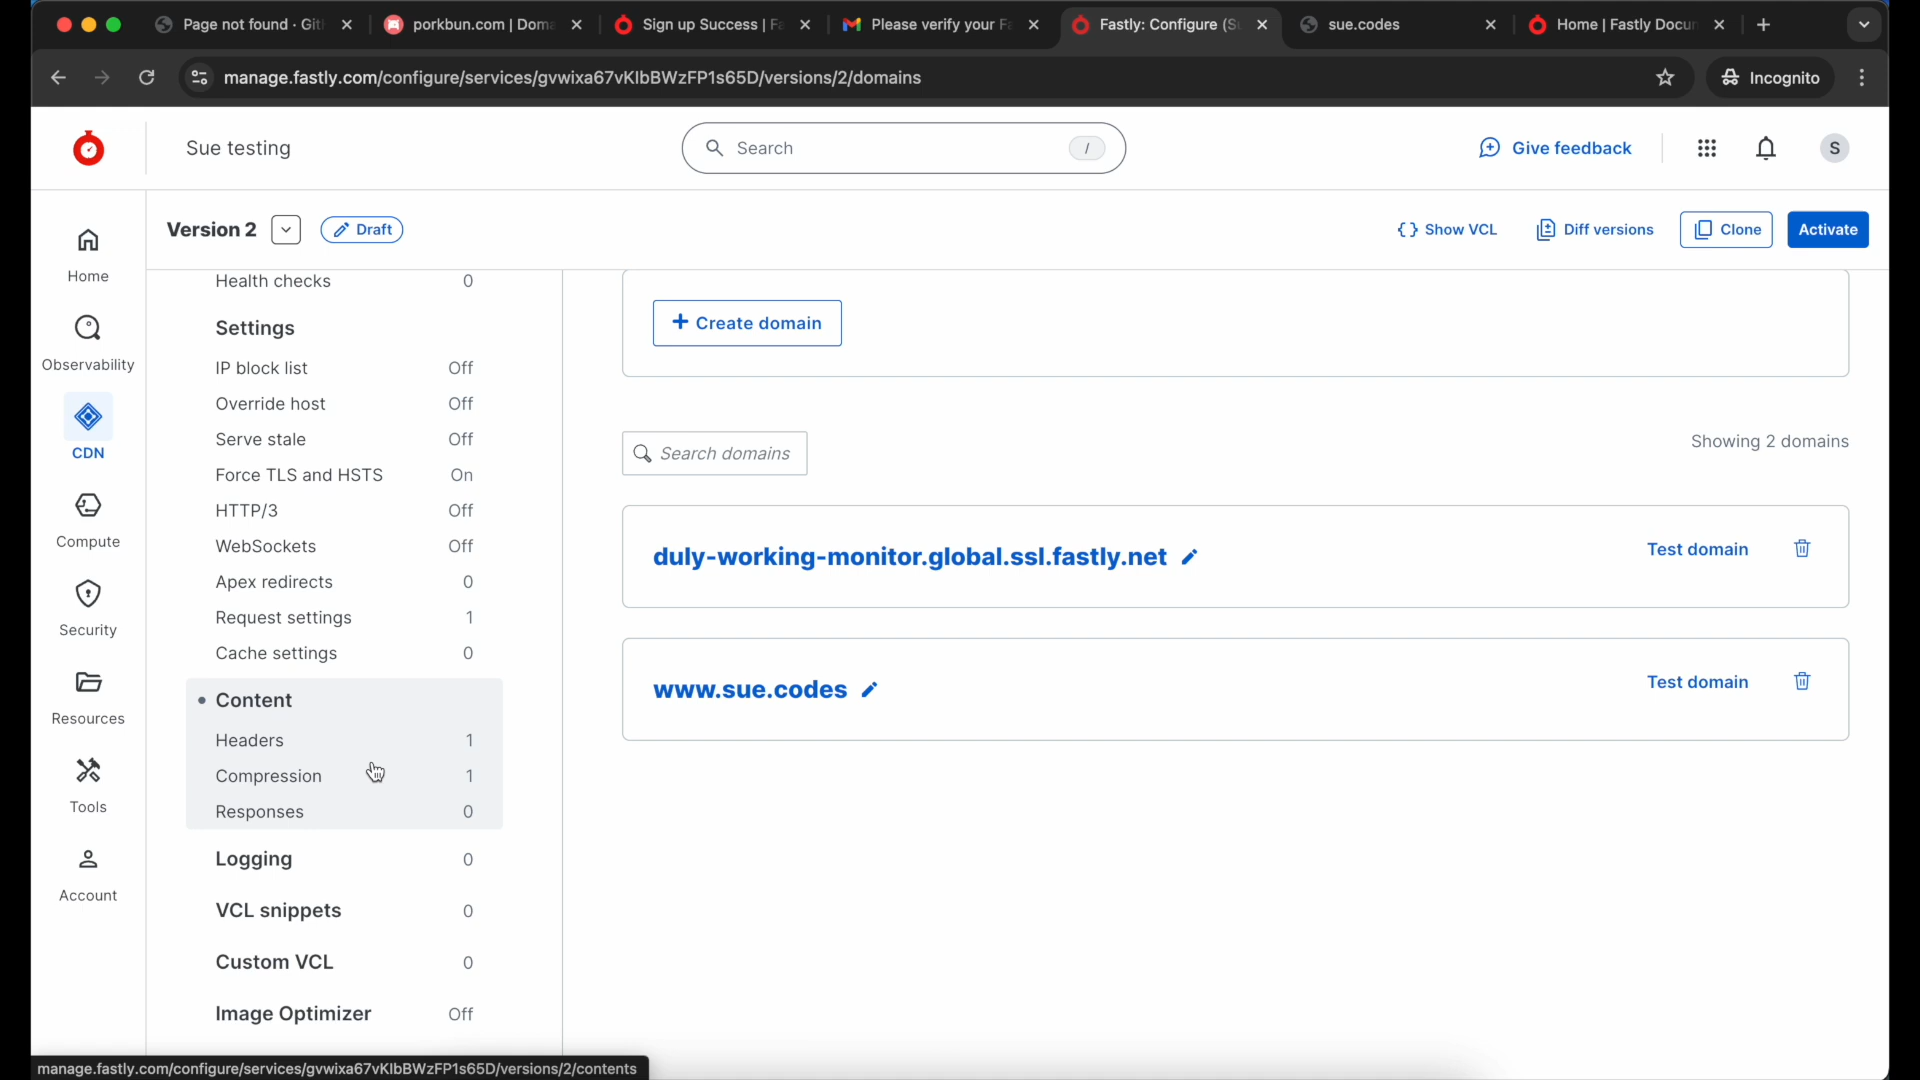 Page not found · Git
porkbun.com | Doma
Sign up Success | Fa
Please verify your Fa
Fastly: Configure (Su
sue.codes
Home | Fastly Docun
manage.fastly.com/configure/services/gvwixa67vKIbBWzFP1s65D/versions/2/domains
Incognito
Sue testing
Search
/
Give feedback
S
Version 2
Draft
Show VCL
Diff versions
Clone
Activate
Home
Observability
CDN
Compute
Security
Resources
Tools
Account
Health checks 0
Settings
IP block list Off
Override host Off
Serve stale Off
Force TLS and HSTS On
HTTP/3 Off
WebSockets Off
Apex redirects 0
Request settings 1
Cache settings 0
Content
Headers 1
Compression 1
Responses 0
Logging 0
VCL snippets 0
Custom VCL 0
Image Optimizer Off
+ Create domain
Search domains
Showing 2 domains
duly-working-monitor.global.ssl.fastly.net
Test domain
www.sue.codes
Test domain
manage.fastly.com/configure/services/gvwixa67vKIbBWzFP1s65D/versions/2/contents